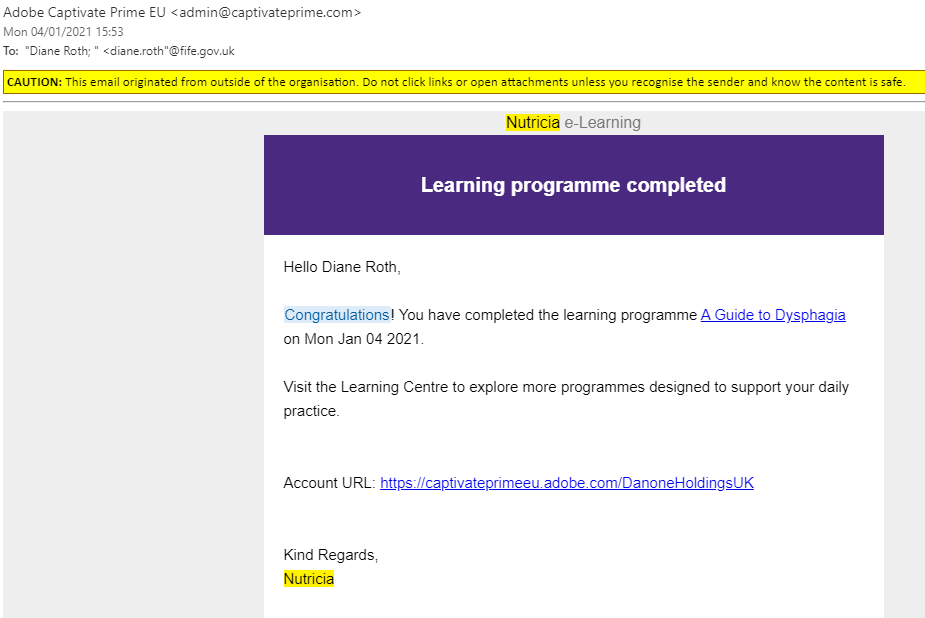 Adobe Captivate Prime EU <admin@captivateprime.com>
Mon 04/01/2021 15:53
To: "Diane Roth; " <diane.roth"@fife.gov.uk
CAUTION: This email originated from outside of the organisation. Do not click links or open attachments unless you recognise the sender and know the content is safe.
Nutricia e-Learning
Learning programme completed
Hello Diane Roth,
Congratulations! You have completed the learning programme A Guide to Dysphagia
on Mon Jan 04 2021.
Visit the Learning Centre to explore more programmes designed to support your daily
practice.
Account URL: https://captivateprimeeu.adobe.com/DanoneHoldingsUK
Kind Regards,
Nutricia